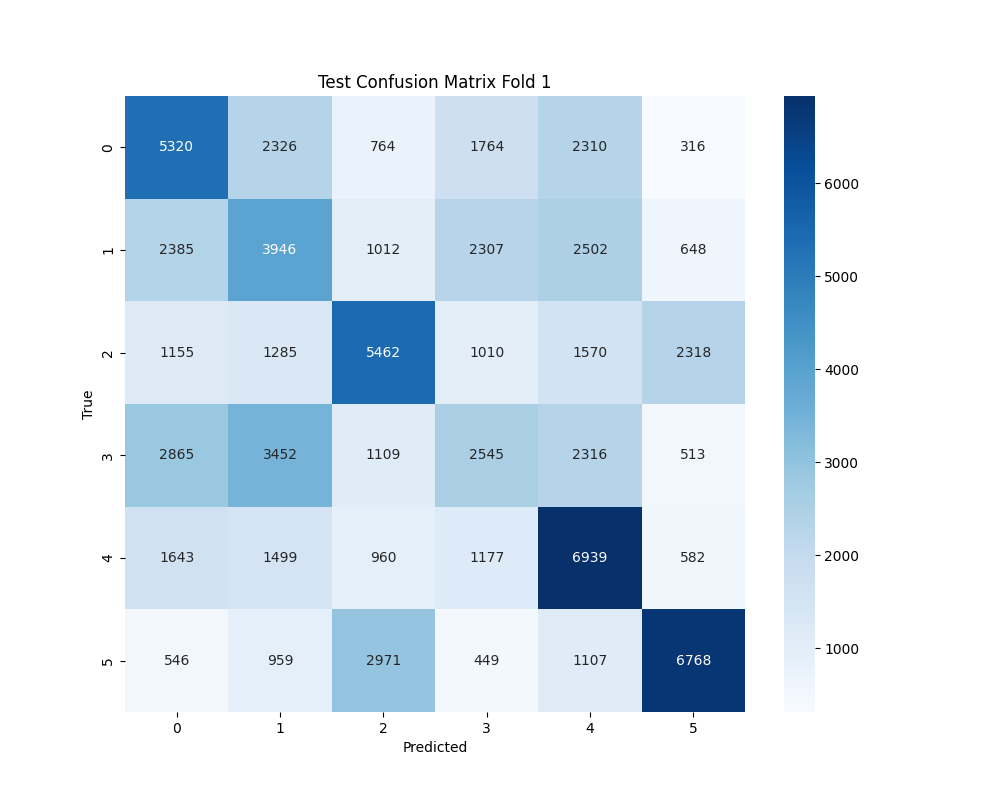 Test Confusion Matrix Fold 1
0 5320 2326 764 1764 2310 316
1 2385 3946 1012 2307 2502 648
2 1155 1285 5462 1010 1570 2318
3 2865 3452 1109 2545 2316 513
4 1643 1499 960 1177 6939 582
5 546 959 2971 449 1107 6768
0 1 2 3 4 5
Predicted
True
6000
5000
4000
3000
2000
1000